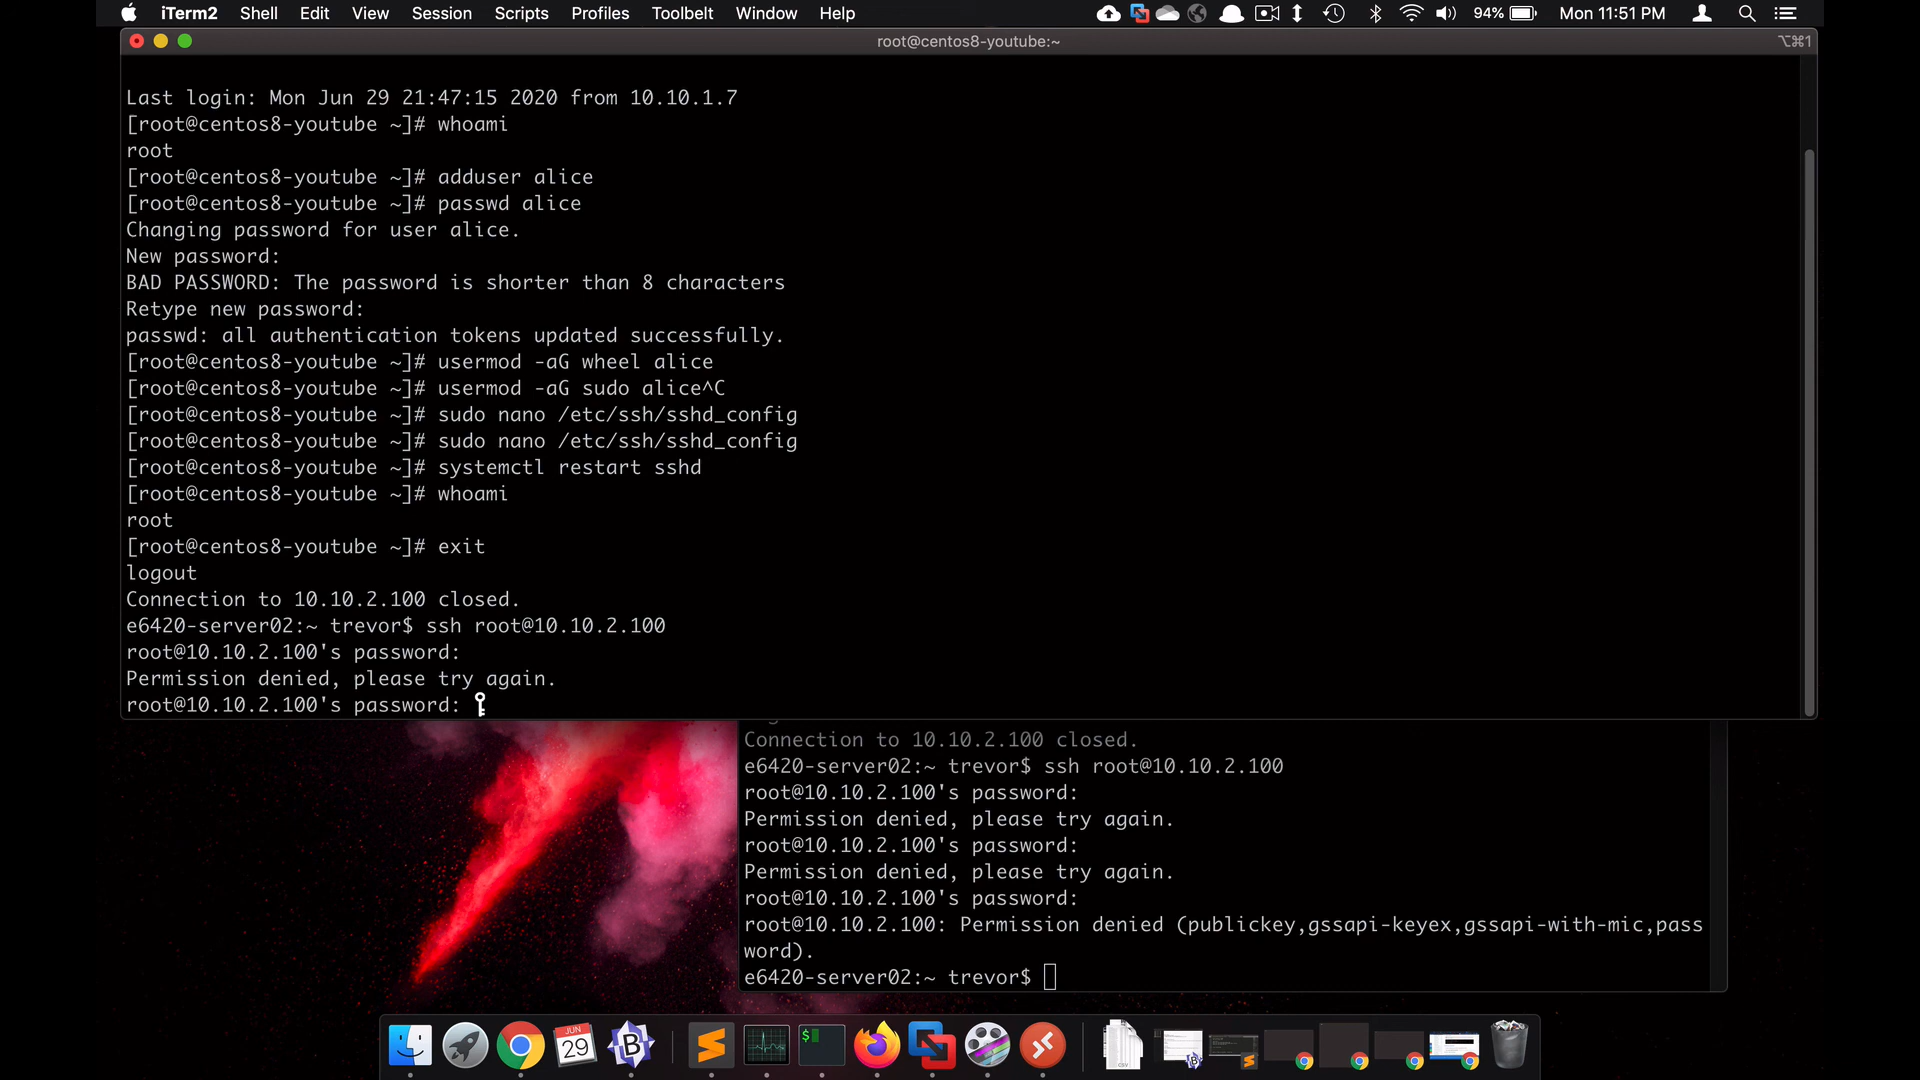 iTerm2 Shell Edit View Session Scripts Profiles Toolbelt Window Help 94% Mon 11:51 PM
root@centos8-youtube:~ ⌥⌘1
Last login: Mon Jun 29 21:47:15 2020 from 10.10.1.7
[root@centos8-youtube ~]# whoami
root
[root@centos8-youtube ~]# adduser alice
[root@centos8-youtube ~]# passwd alice
Changing password for user alice.
New password:
BAD PASSWORD: The password is shorter than 8 characters
Retype new password:
passwd: all authentication tokens updated successfully.
[root@centos8-youtube ~]# usermod -aG wheel alice
[root@centos8-youtube ~]# usermod -aG sudo alice^C
[root@centos8-youtube ~]# sudo nano /etc/ssh/sshd_config
[root@centos8-youtube ~]# sudo nano /etc/ssh/sshd_config
[root@centos8-youtube ~]# systemctl restart sshd
[root@centos8-youtube ~]# whoami
root
[root@centos8-youtube ~]# exit
logout
Connection to 10.10.2.100 closed.
e6420-server02:~ trevor$ ssh root@10.10.2.100
root@10.10.2.100's password:
Permission denied, please try again.
root@10.10.2.100's password:
Connection to 10.10.2.100 closed.
e6420-server02:~ trevor$ ssh root@10.10.2.100
root@10.10.2.100's password:
Permission denied, please try again.
root@10.10.2.100's password:
Permission denied, please try again.
root@10.10.2.100's password:
root@10.10.2.100: Permission denied (publickey,gssapi-keyex,gssapi-with-mic,pass
word).
e6420-server02:~ trevor$
JUN
29
B
$
CSV